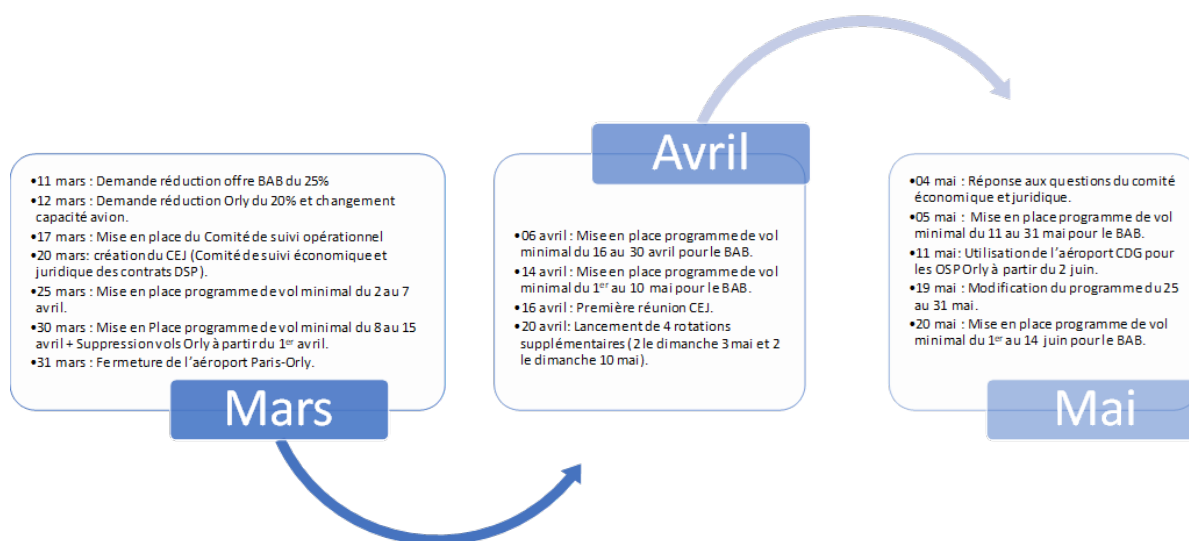 •11 mars : Demande réduction offre BAB du 25%
•12 mars : Demande réduction Orly du 20% et changement
capacité avion.
•17 mars : Mise en place du Comité de suivi opérationnel
•20 mars: création du CEJ (Comité de suivi économique et
juridique des contrats DSP).
•25 mars : Mise en place programme de vol minimal du 2 au 7
avril.
•30 mars : Mise en Place programme de vol minimal du 8 au 15
avril + Suppression vols Orly à partir du 1er avril.
•31 mars : Fermeture de l'aéroport Paris-Orly.
Mars
Avril
•06 avril : Mise en place programme de vol
minimal du 16 au 30 avril pour le BAB.
•14 avril : Mise en place programme de vol
minimal du 1er au 10 mai pour le BAB.
•16 avril : Première réunion CEJ.
•20 avril: Lancement de 4 rotations
supplémentaires (2 le dimanche 3 mai et 2
le dimanche 10 mai).
•04 mai : Réponse aux questions du comité
économique et juridique.
•05 mai : Mise en place programme de vol
minimal du 11 au 31 mai pour le BAB.
•11 mai: Utilisation de l'aéroport CDG pour
les OSP Orly à partir du 2 juin.
•19 mai : Modification du programme du 25
au 31 mai.
•20 mai : Mise en place programme de vol
minimal du 1er au 14 juin pour le BAB.
Mai